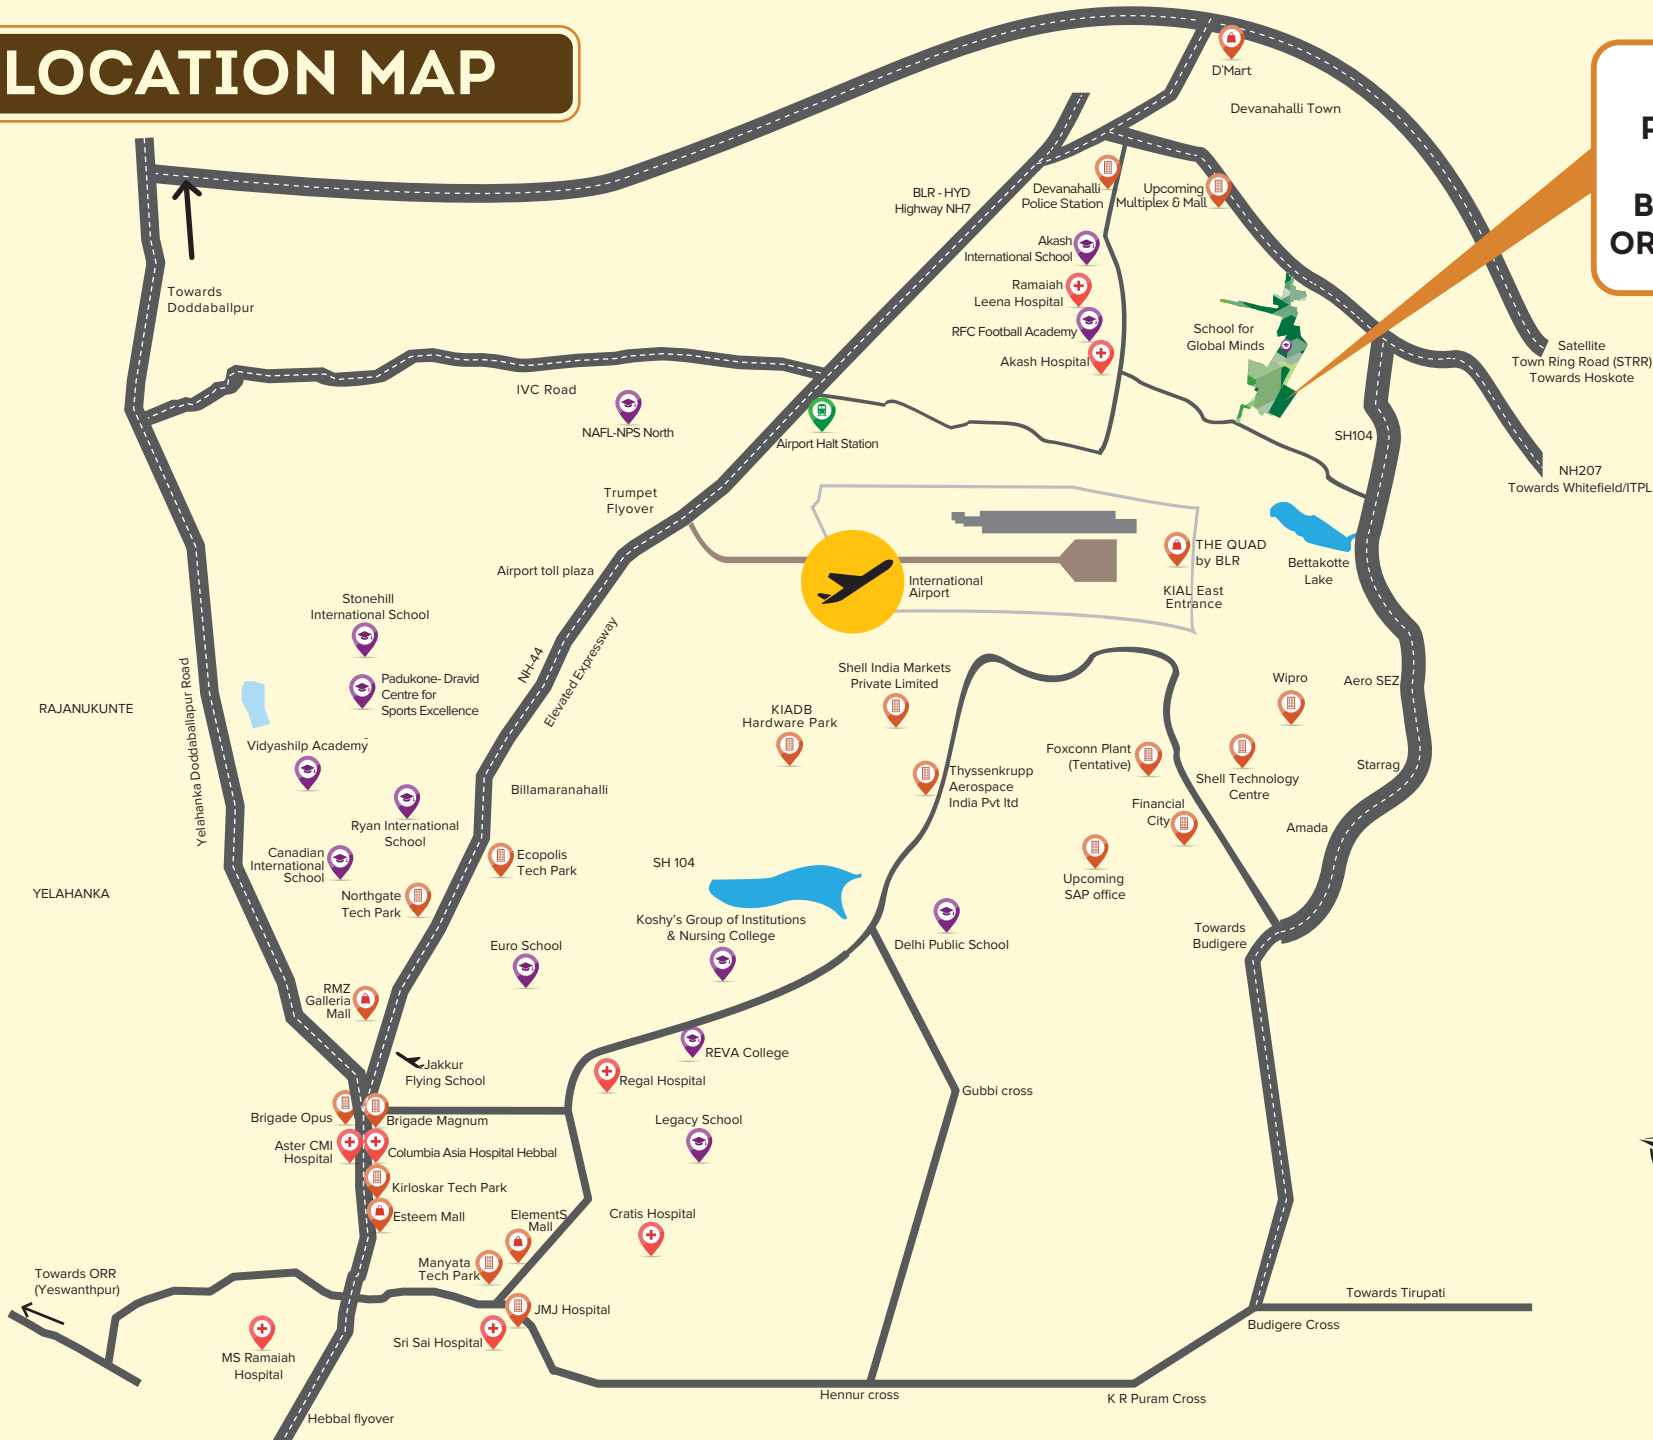 LOCATION MAP
D'Mart
Devanahalli Town
BLR - HYD
Highway NH7
Devanahalli
Police Station
Upcoming
Multiplex & Mall
Akash
International School
Ramaiah
Leena Hospital
RFC Football Academy
Akash Hospital
School for
Global Minds
P
B
OR
Satellite
Town Ring Road (STRR)
Towards Hoskote
Towards
Doddaballpur
IVC Road
NAFL-NPS North
Airport Halt Station
SH104
NH207
Towards Whitefield/ITPL
Trumpet
Flyover
Airport toll plaza
International
Airport
THE QUAD
by BLR
KIAL East
Entrance
Bettakotte
Lake
Stonehill
International School
NH-44
Elevated Expressway
Yelahanka Doddaballapur Road
Padukone- Dravid
Centre for
Sports Excellence
RAJANUKUNTE
Vidyashilp Academy
Shell India Markets
Private Limited
KIADB
Hardware Park
Wipro
Aero SEZ
Foxconn Plant
(Tentative)
Thyssenkrupp
Aerospace
India Pvt ltd
Shell Technology
Centre
Starrag
Billamaranahalli
Financial
City
Amada
Ryan International
School
Canadian
International
School
Ecopolis
Tech Park
SH 104
Upcoming
SAP office
YELAHANKA
Northgate
Tech Park
Koshy's Group of Institutions
& Nursing College
Euro School
Delhi Public School
Towards
Budigere
RMZ
Galleria
Mall
Jakkur
Flying School
REVA College
Regal Hospital
Gubbi cross
Brigade Opus
Brigade Magnum
Legacy School
Aster CMI
Hospital
Columbia Asia Hospital Hebbal
Kirloskar Tech Park
Esteem Mall
ElementS
Mall
Cratis Hospital
Manyata
Tech Park
Towards ORR
(Yeswanthpur)
JMJ Hospital
Towards Tirupati
Budigere Cross
Sri Sai Hospital
MS Ramaiah
Hospital
Hennur cross
K R Puram Cross
Hebbal flyover